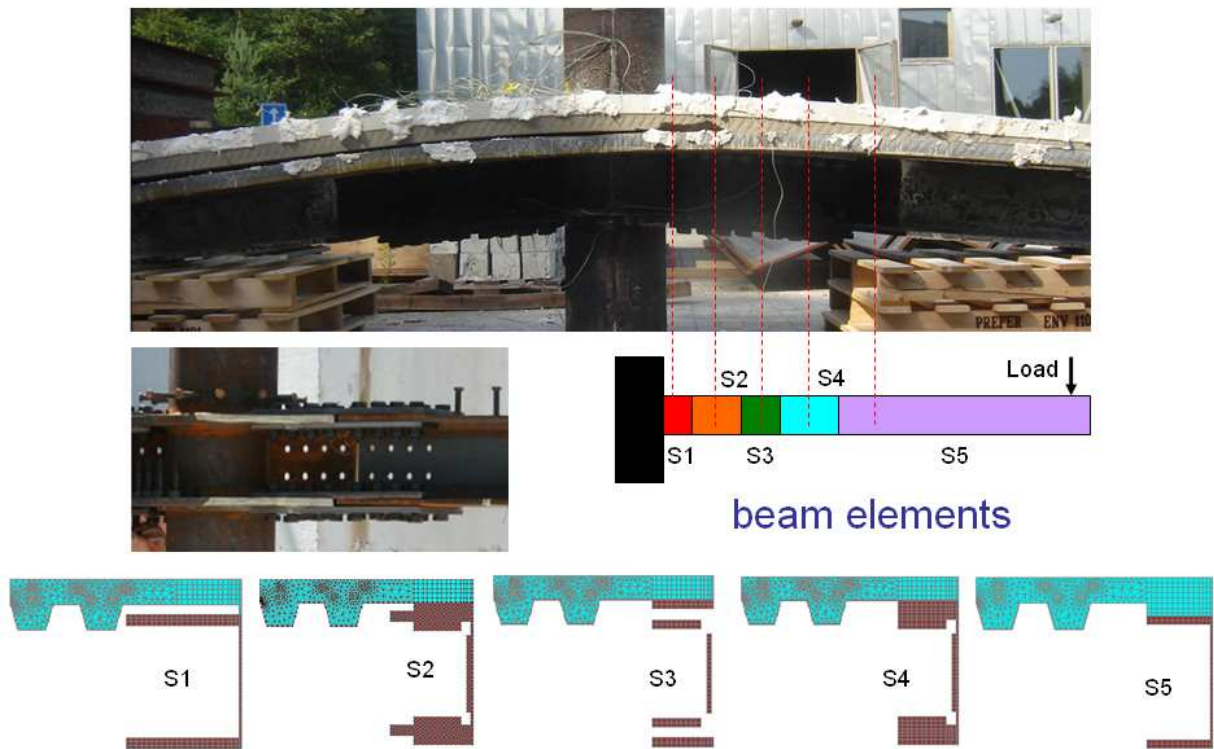 PREFER ENV 110
S2 S4 Load
S1 S3 S5
beam elements
S1 S2 S3 S4 S5